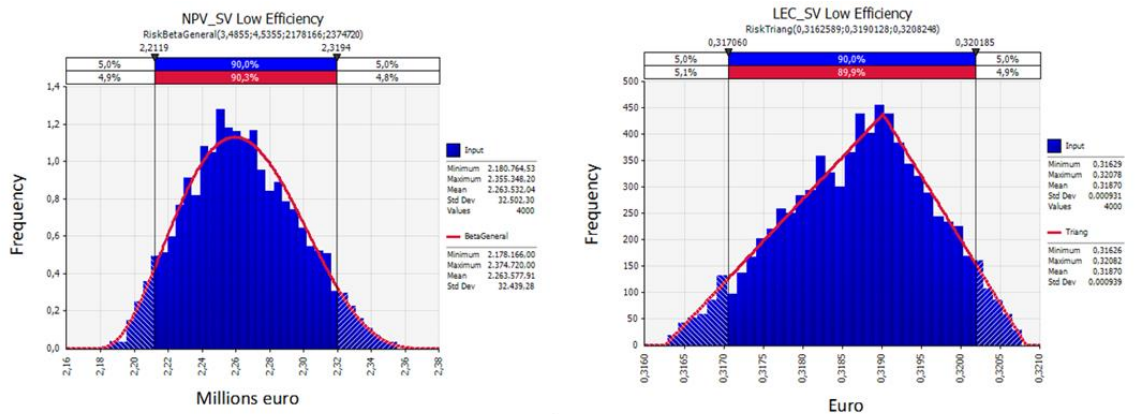 NPV_SV Low Efficiency
RiskBetaGeneral(3,4855;4,5355;2178166;2374720)
2,2119 2,3194
5,0% 90,0% 5,0%
4,9% 90,3% 4,8%
1,4
1,2
1,0
0,8
0,6
0,4
0,2
0,0
Frequency
2,16 2,18 2,20 2,22 2,24 2,26 2,28 2,30 2,32 2,34 2,36 2,38
Millions euro
Input
Minimum 2.180.764,53
Maximum 2.355.348,20
Mean 2.263.532,04
Std Dev 32.502,30
Values 4000
BetaGeneral
Minimum 2.178.166,00
Maximum 2.374.720,00
Mean 2.263.577,91
Std Dev 32.439,28
LEC_SV Low Efficiency
RiskTriang(0,3162589;0,3190128;0,3208248)
0,317060 0,320185
5,0% 90,0% 5,0%
5,1% 89,9% 4,9%
500
450
400
350
300
250
200
150
100
50
0
Frequency
0,3160 0,3165 0,3170 0,3175 0,3180 0,3185 0,3190 0,3195 0,3200 0,3205 0,3210
Euro
Input
Minimum 0,31629
Maximum 0,32078
Mean 0,31870
Std Dev 0,000931
Values 4000
Triang
Minimum 0,31626
Maximum 0,32082
Mean 0,31870
Std Dev 0,000939